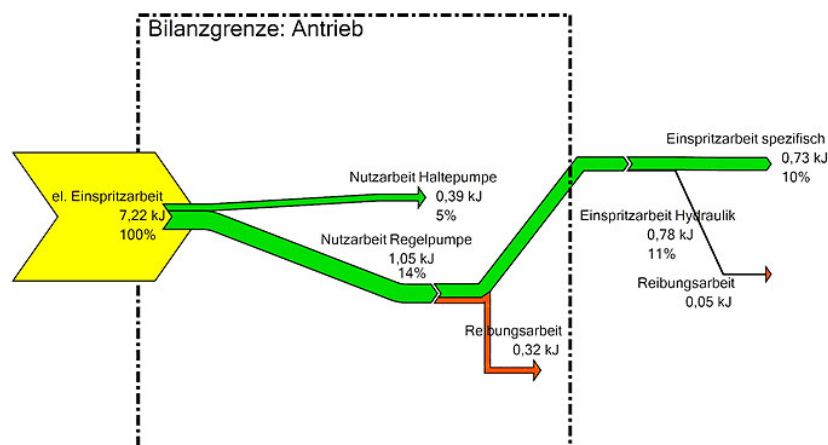 Bilanzgrenze: Antrieb
Einspritzarbeit spezifisch
0,73 kJ
10%
el. Einspritzarbeit
7,22 kJ
100%
Nutzarbeit Haltepumpe
0,39 kJ
5%
Einspritzarbeit Hydraulik
0,78 kJ
11%
Nutzarbeit Regelpumpe
1,05 kJ
14%
Reibungsarbeit
0,05 kJ
Reibungsarbeit
0,32 kJ